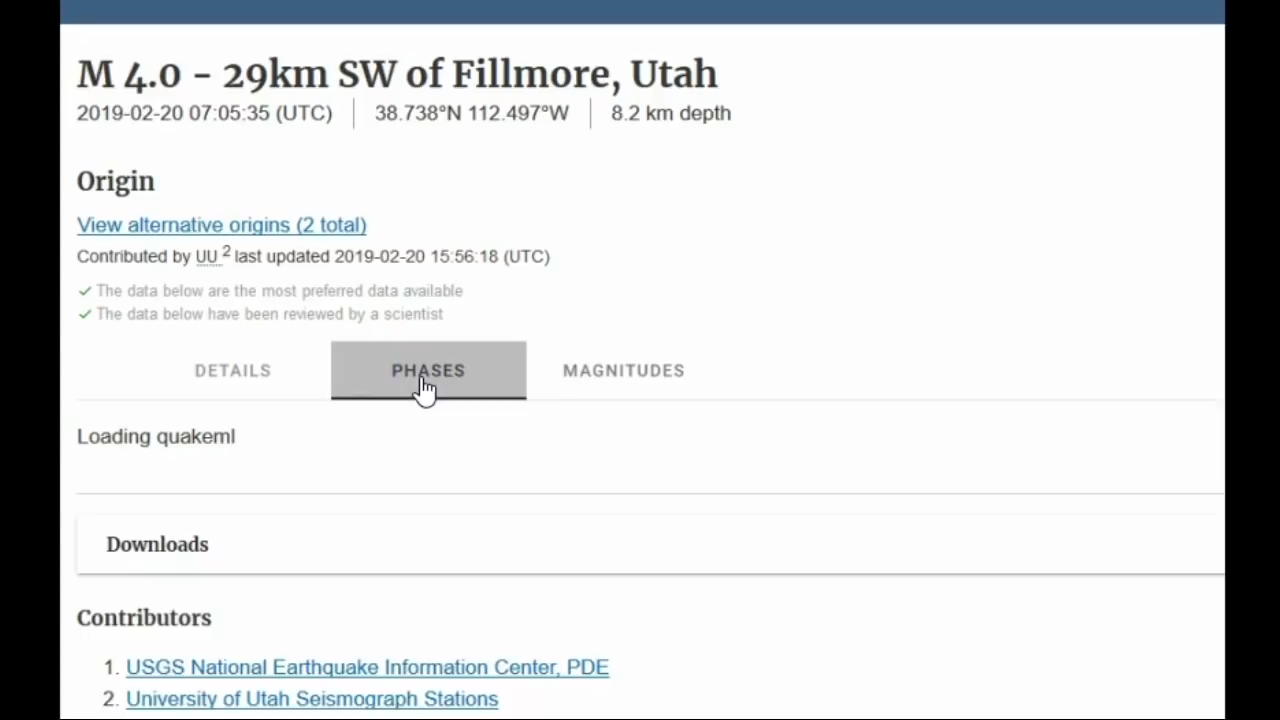 M 4.0 - 29km SW of Fillmore, Utah
2019-02-20 07:05:35 (UTC) 38.738°N 112.497°W 8.2 km depth
Origin
View alternative origins (2 total)
Contributed by UU 2 last updated 2019-02-20 15:56:18 (UTC)
✓ The data below are the most preferred data available
✓ The data below have been reviewed by a scientist
DETAILS PHASES MAGNITUDES
Loading quakeml
Downloads
Contributors
1. USGS National Earthquake Information Center, PDE
2. University of Utah Seismograph Stations